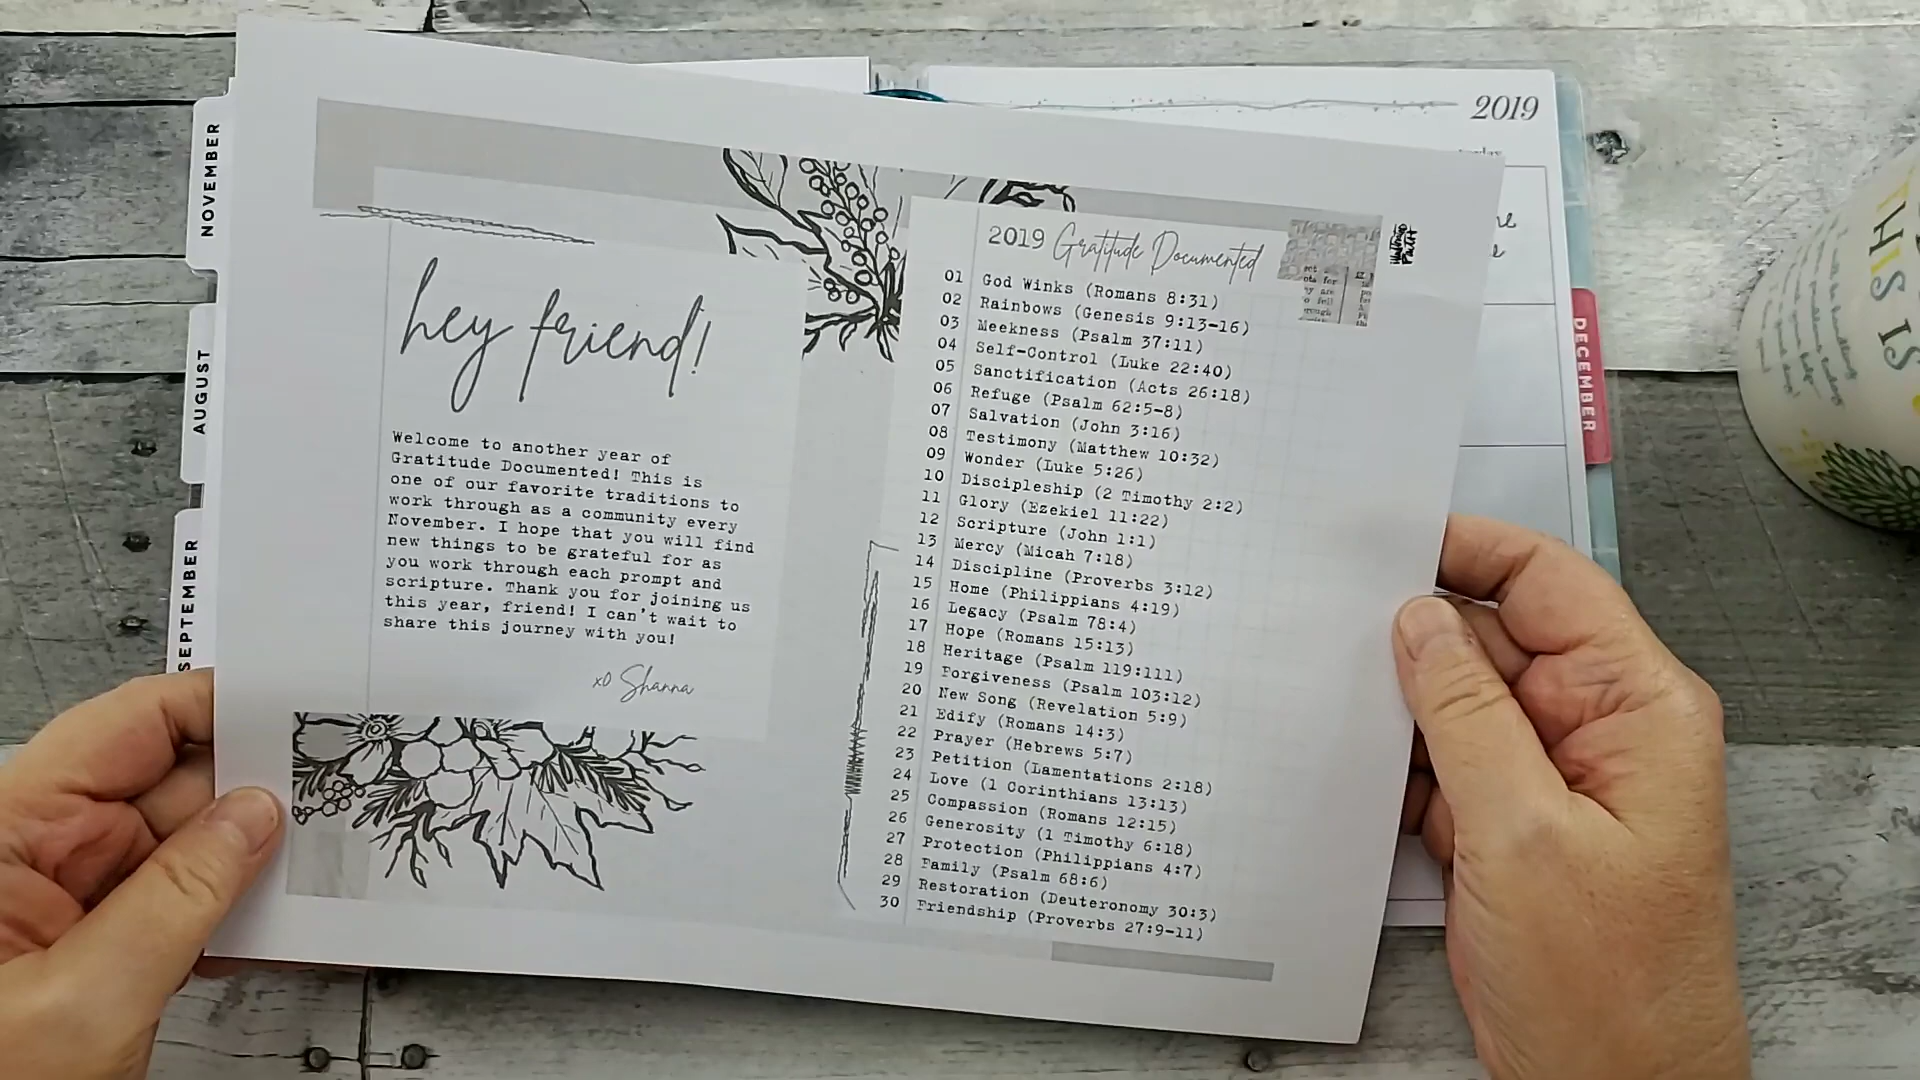 NOVEMBER
AUGUST
SEPTEMBER
hey friend!
Welcome to another year of
Gratitude Documented! This is
one of our favorite traditions to
work through as a community every
November. I hope that you will find
new things to be grateful for as
you work through each prompt and
scripture. Thank you for joining us
this year, friend! I can't wait to
share this journey with you!
xo Shanna
2019 Gratitude Documented
01 God Winks (Romans 8:31)
02 Rainbows (Genesis 9:13-16)
03 Meekness (Psalm 37:11)
04 Self-Control (Luke 22:40)
05 Sanctification (Acts 26:18)
06 Refuge (Psalm 62:5-8)
07 Salvation (John 3:16)
08 Testimony (Matthew 10:32)
09 Wonder (Luke 5:26)
10 Discipleship (2 Timothy 2:2)
11 Glory (Ezekiel 11:22)
12 Scripture (John 1:1)
13 Mercy (Micah 7:18)
14 Discipline (Proverbs 3:12)
15 Home (Philippians 4:19)
16 Legacy (Psalm 78:4)
17 Hope (Romans 15:13)
18 Heritage (Psalm 119:111)
19 Forgiveness (Psalm 103:12)
20 New Song (Revelation 5:9)
21 Edify (Romans 14:3)
22 Prayer (Hebrews 5:7)
23 Petition (Lamentations 2:18)
24 Love (1 Corinthians 13:13)
25 Compassion (Romans 12:15)
26 Generosity (1 Timothy 6:18)
27 Protection (Philippians 4:7)
28 Family (Psalm 68:6)
29 Restoration (Deuteronomy 30:3)
30 Friendship (Proverbs 27:9-11)
2019
DECEMBER
THIS IS